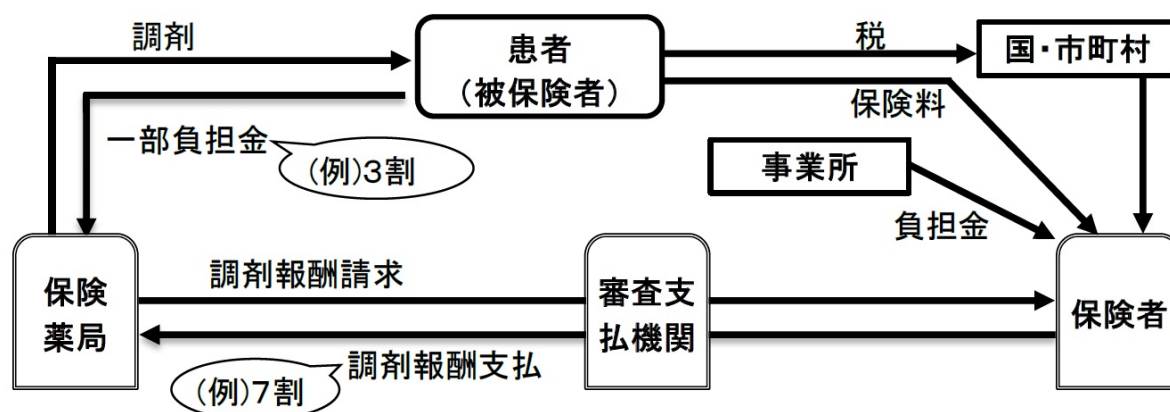 調剤
患者
(被保険者)
税
国・市町村
保険料
一部負担金
(例)3割
事業所
負担金
保険
薬局
調剤報酬請求
審査支
払機関
保険者
調剤報酬支払
(例)7割